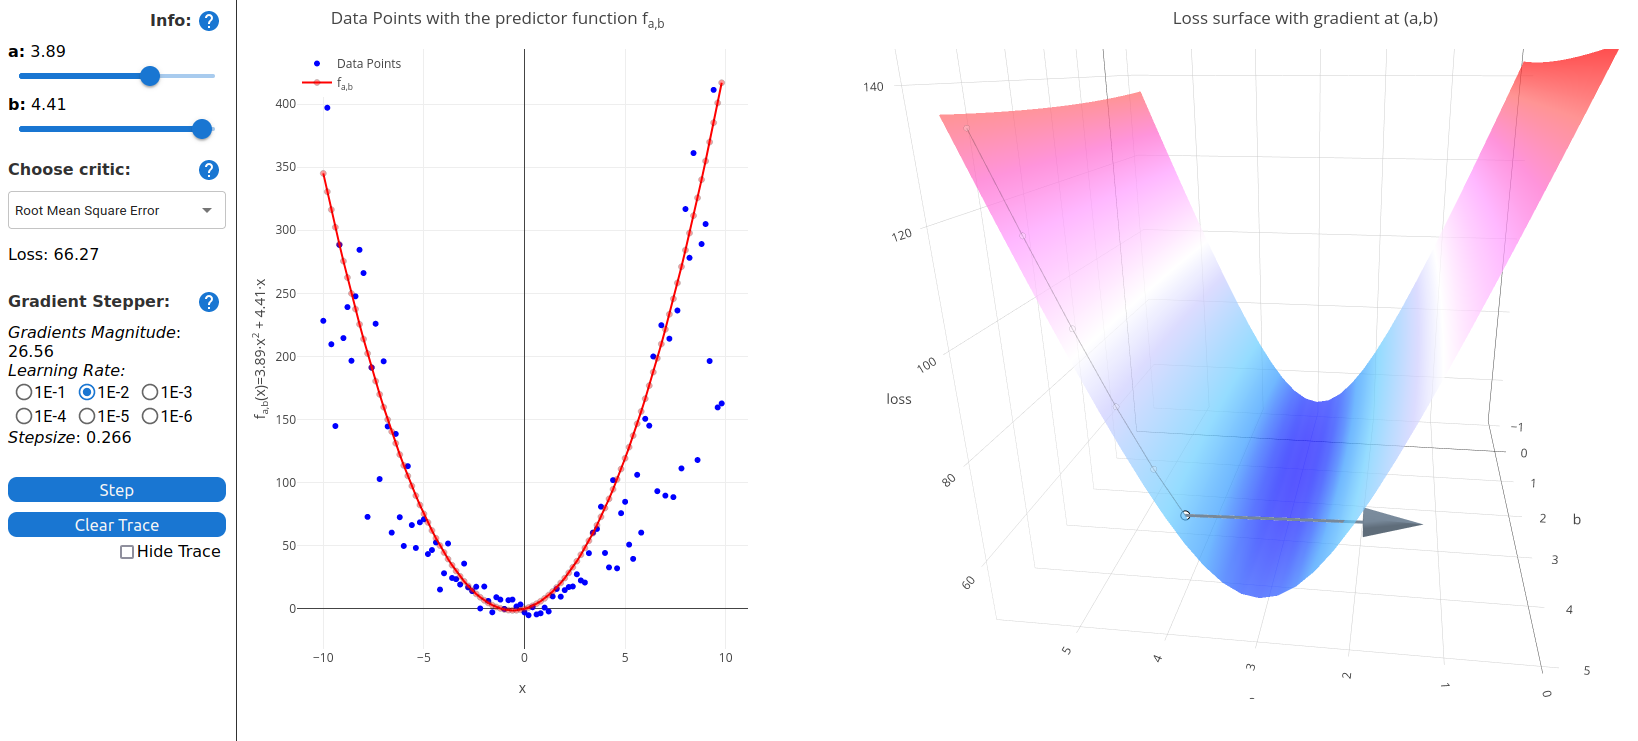 Info: ?
a: 3.89
b: 4.41
Choose critic: ?
Root Mean Square Error
Loss: 66.27
Gradient Stepper: ?
Gradients Magnitude:
26.56
Learning Rate:
1E-1 1E-2 1E-3
1E-4 1E-5 1E-6
Stepsize: 0.266
Step
Clear Trace
Hide Trace
Data Points with the predictor function fa,b
Data Points
fa,b
400
350
300
250
200
150
100
50
0
fa,b(x)=3.89·x² + 4.41·x
−10 −5 0 5 10
x
Loss surface with gradient at (a,b)
140
120
100
80
60
loss
−1
0
1
2
3
4
5
b
5 4 3 2 1 0